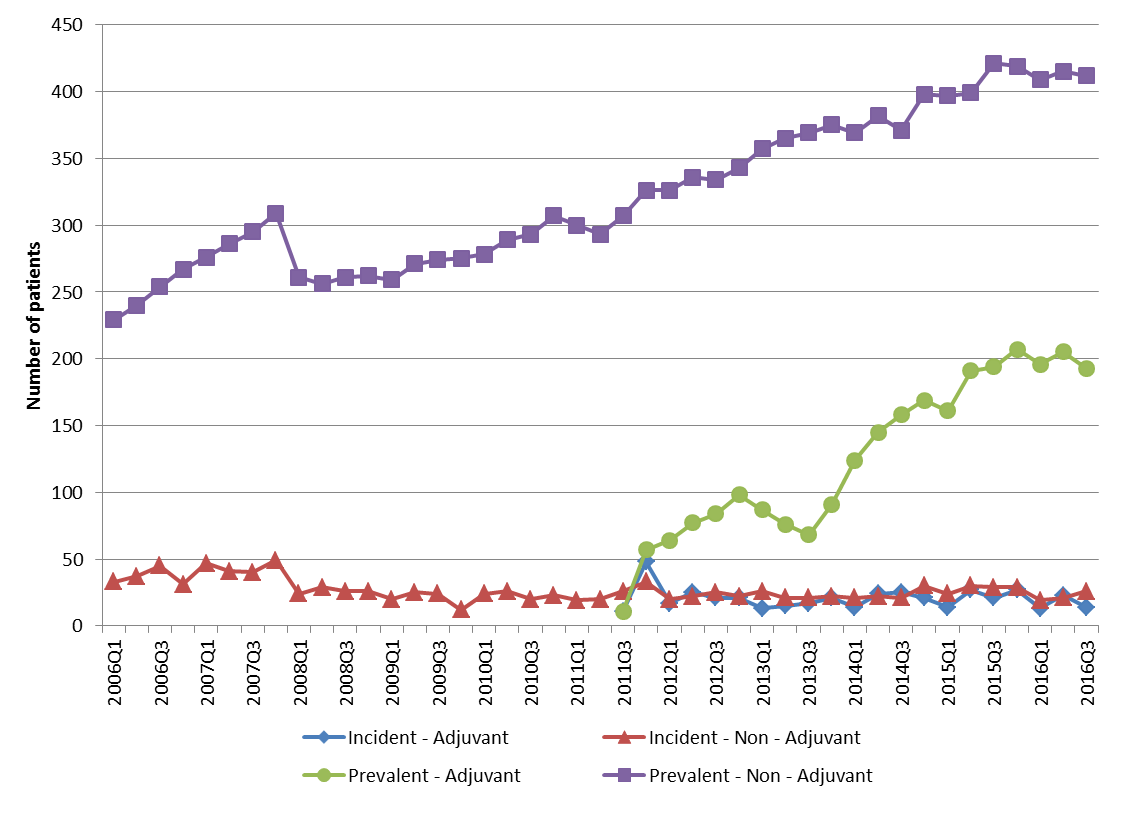 450
400
350
300
250
200
150
100
50
0
Number of patients
2006Q1
2006Q3
2007Q1
2007Q3
2008Q1
2008Q3
2009Q1
2009Q3
2010Q1
2010Q3
2011Q1
2011Q3
2012Q1
2012Q3
2013Q1
2013Q3
2014Q1
2014Q3
2015Q1
2015Q3
2016Q1
2016Q3
Incident - Adjuvant
Incident - Non - Adjuvant
Prevalent - Adjuvant
Prevalent - Non - Adjuvant